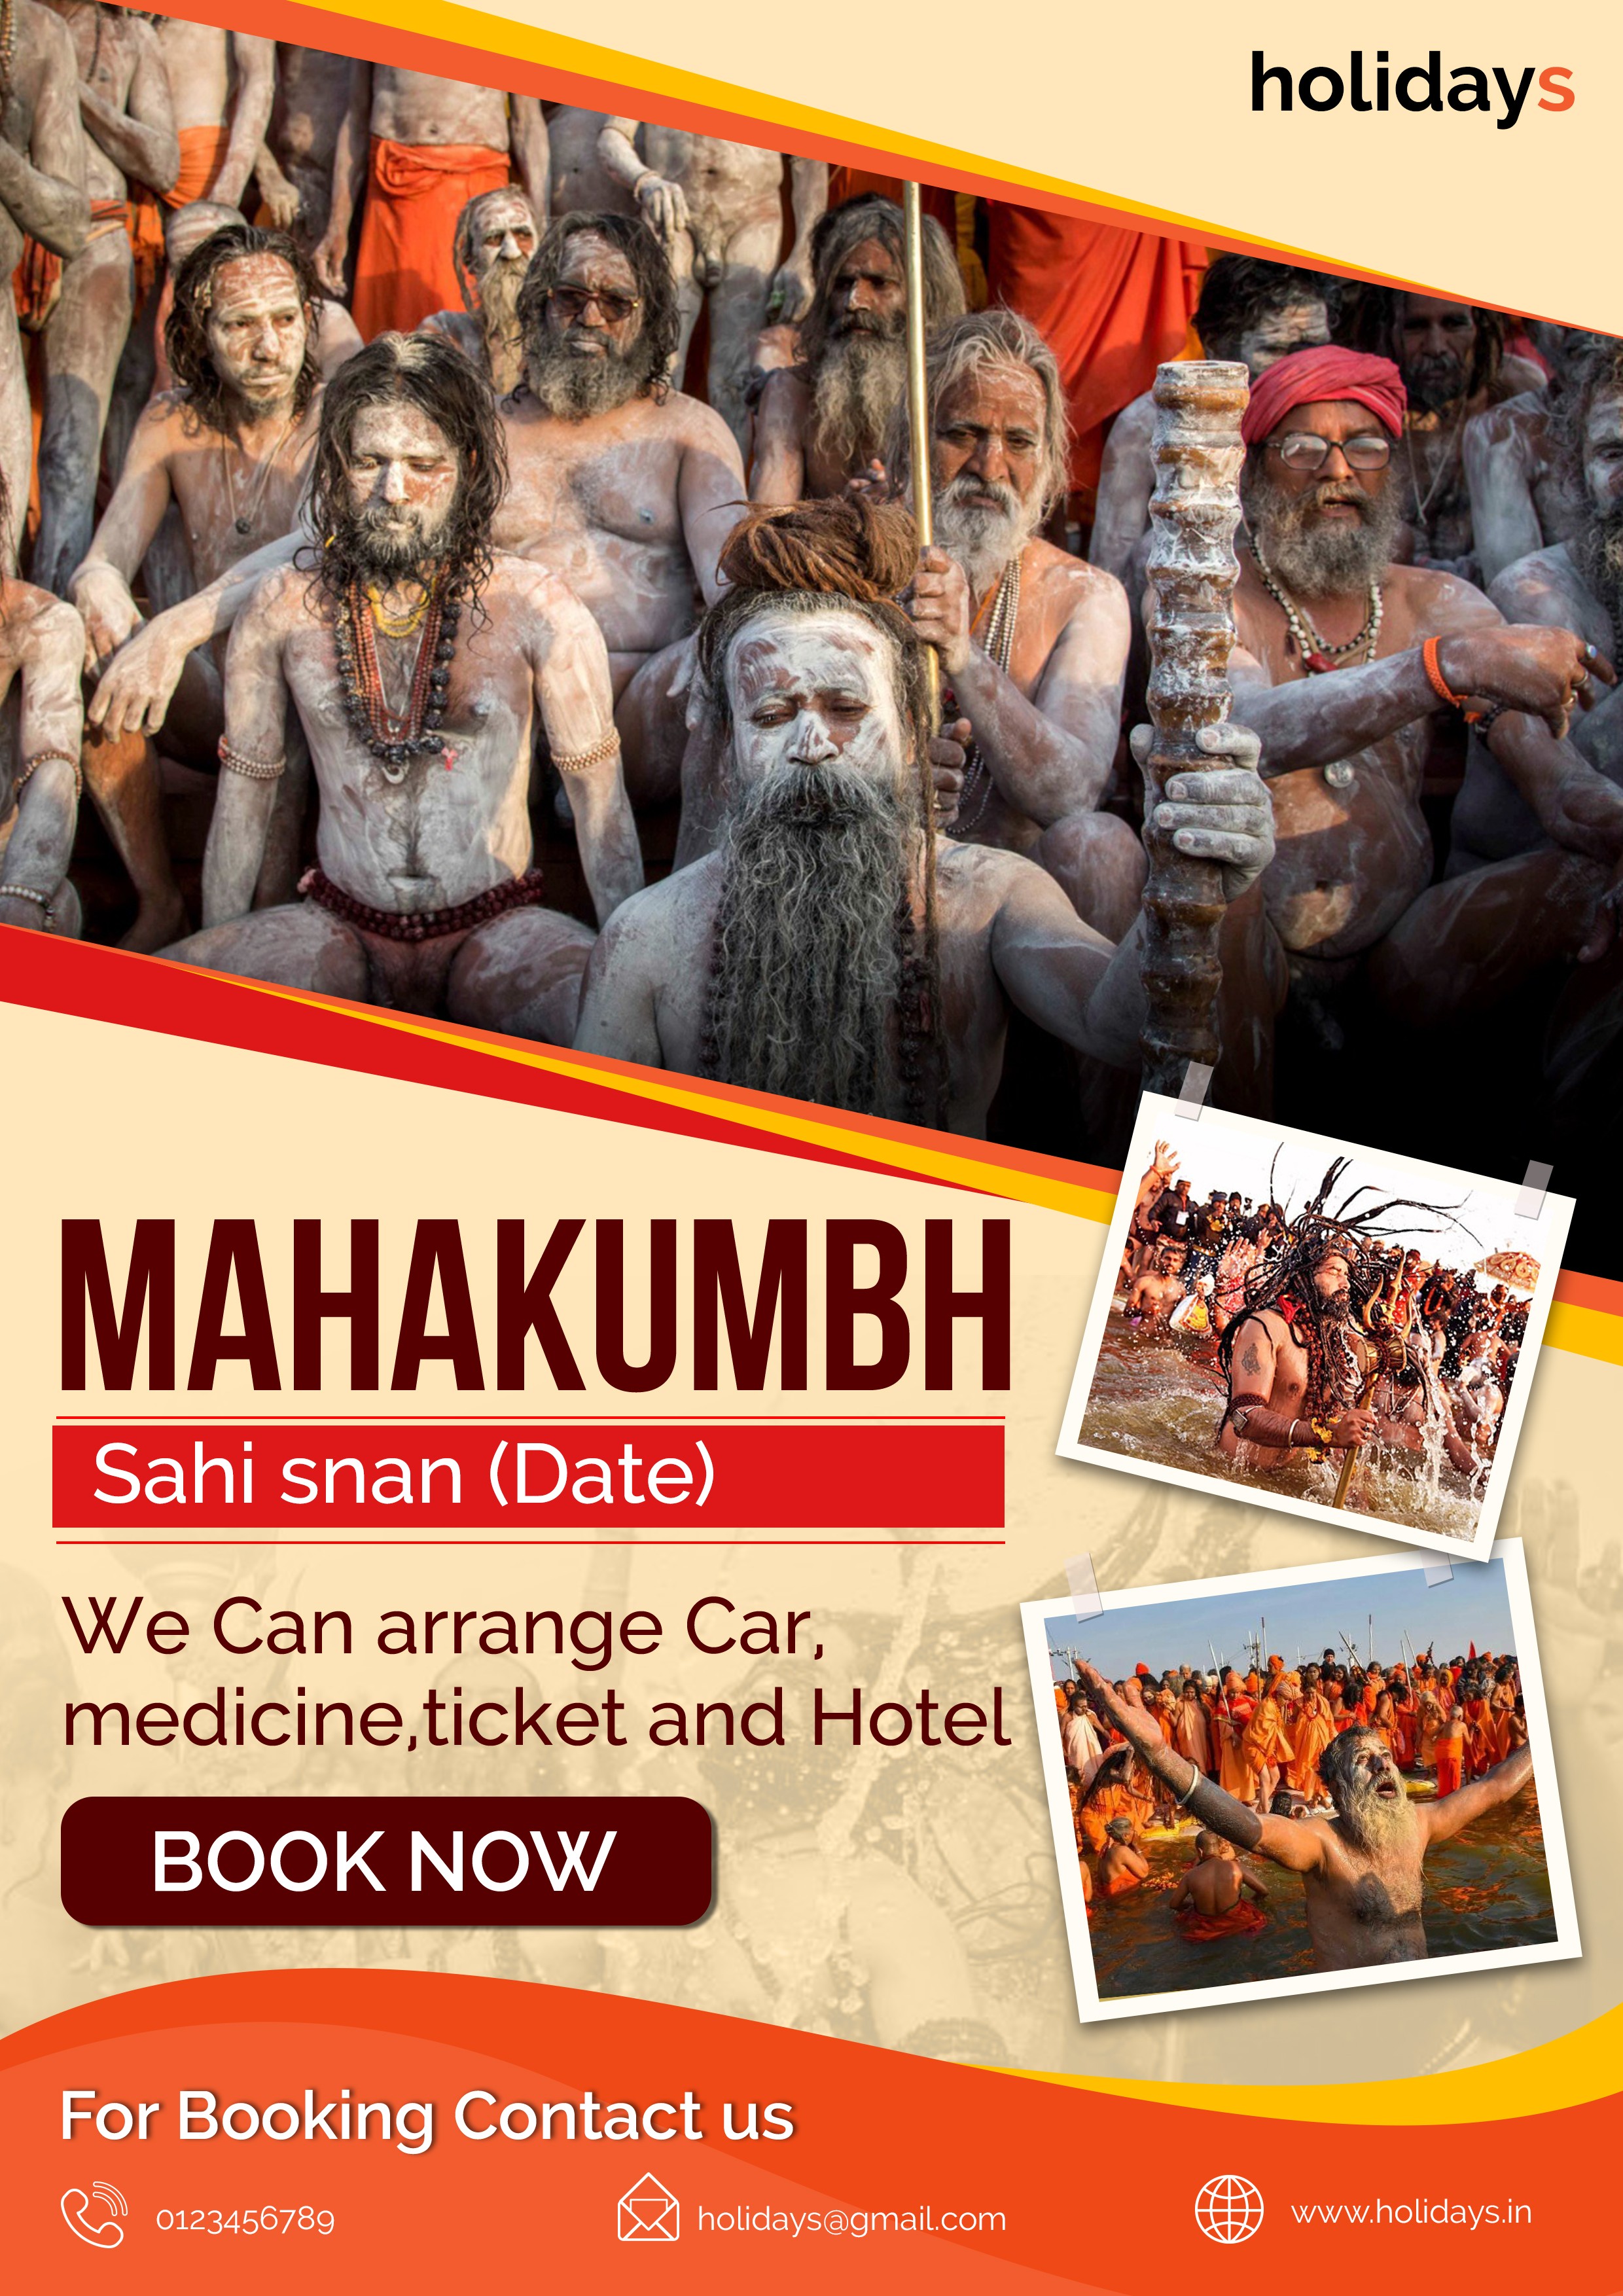 holidays
MAHAKUMBH
Sahi snan (Date)
We Can arrange Car,
medicine,ticket and Hotel
BOOK NOW
For Booking Contact us
0123456789
holidays@gmail.com
www.holidays.in